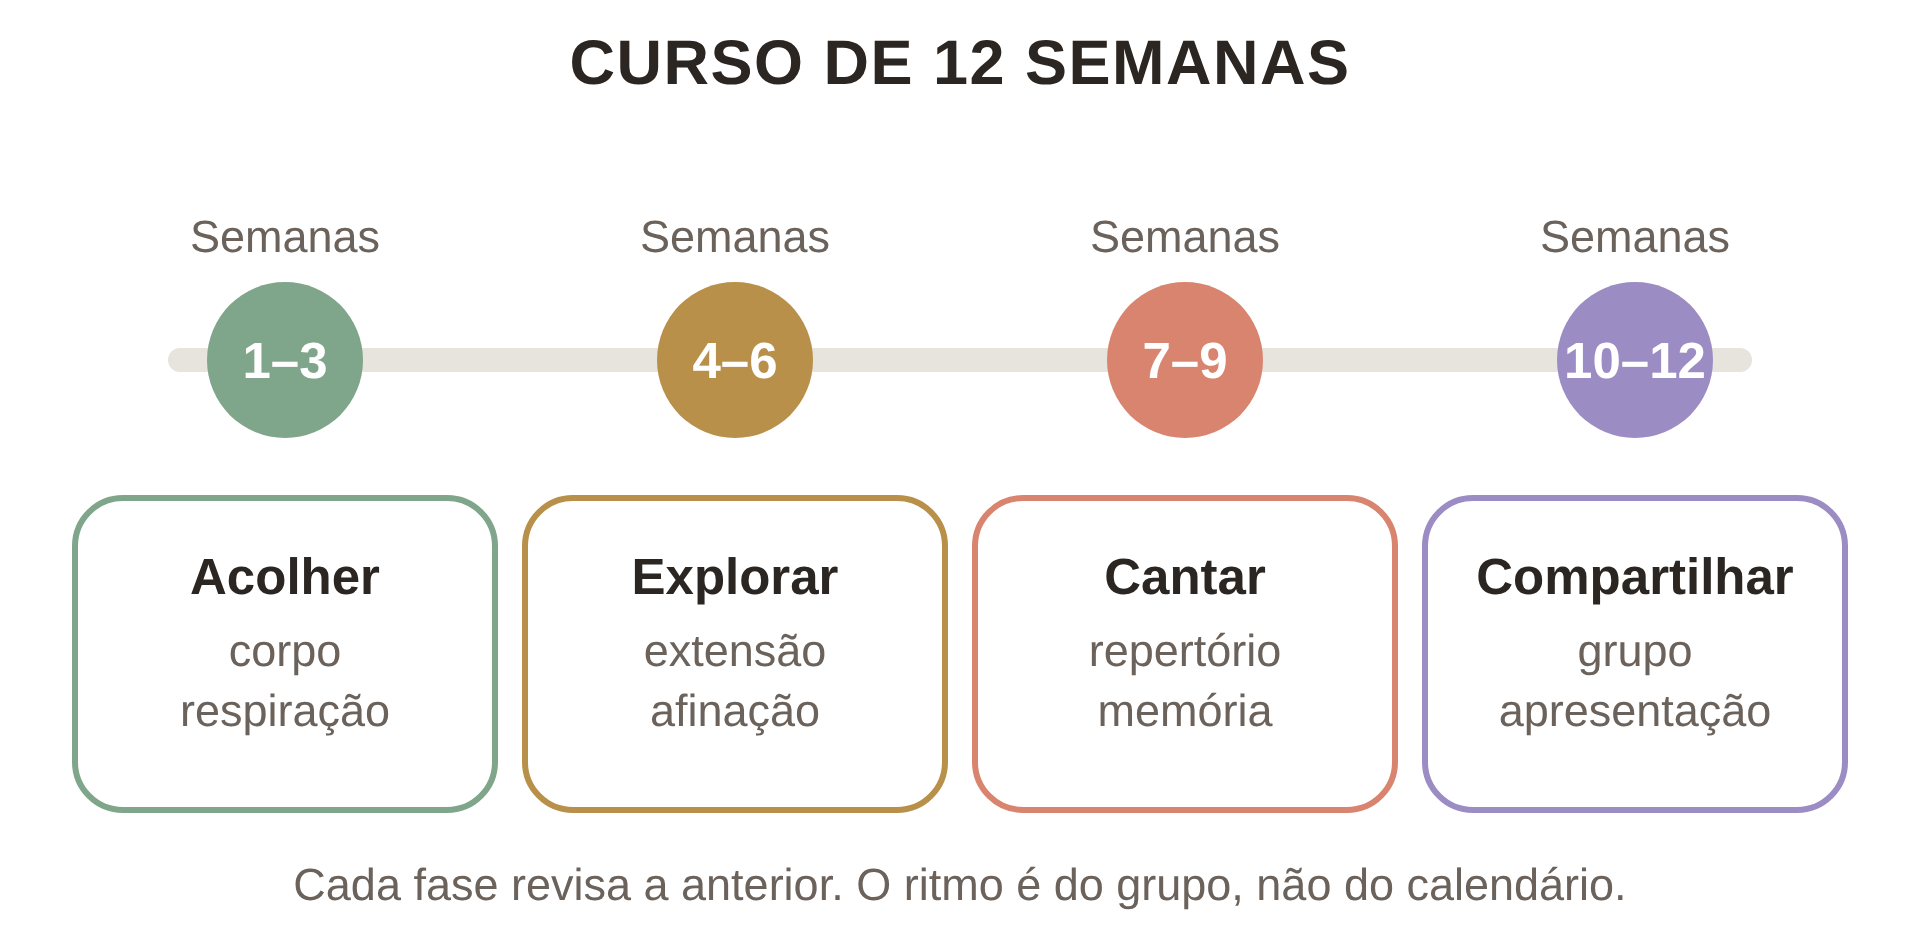 CURSO DE 12 SEMANAS
Semanas
1–3
Acolher
corpo
respiração
Semanas
4–6
Explorar
extensão
afinação
Semanas
7–9
Cantar
repertório
memória
Semanas
10–12
Compartilhar
grupo
apresentação
Cada fase revisa a anterior. O ritmo é do grupo, não do calendário.